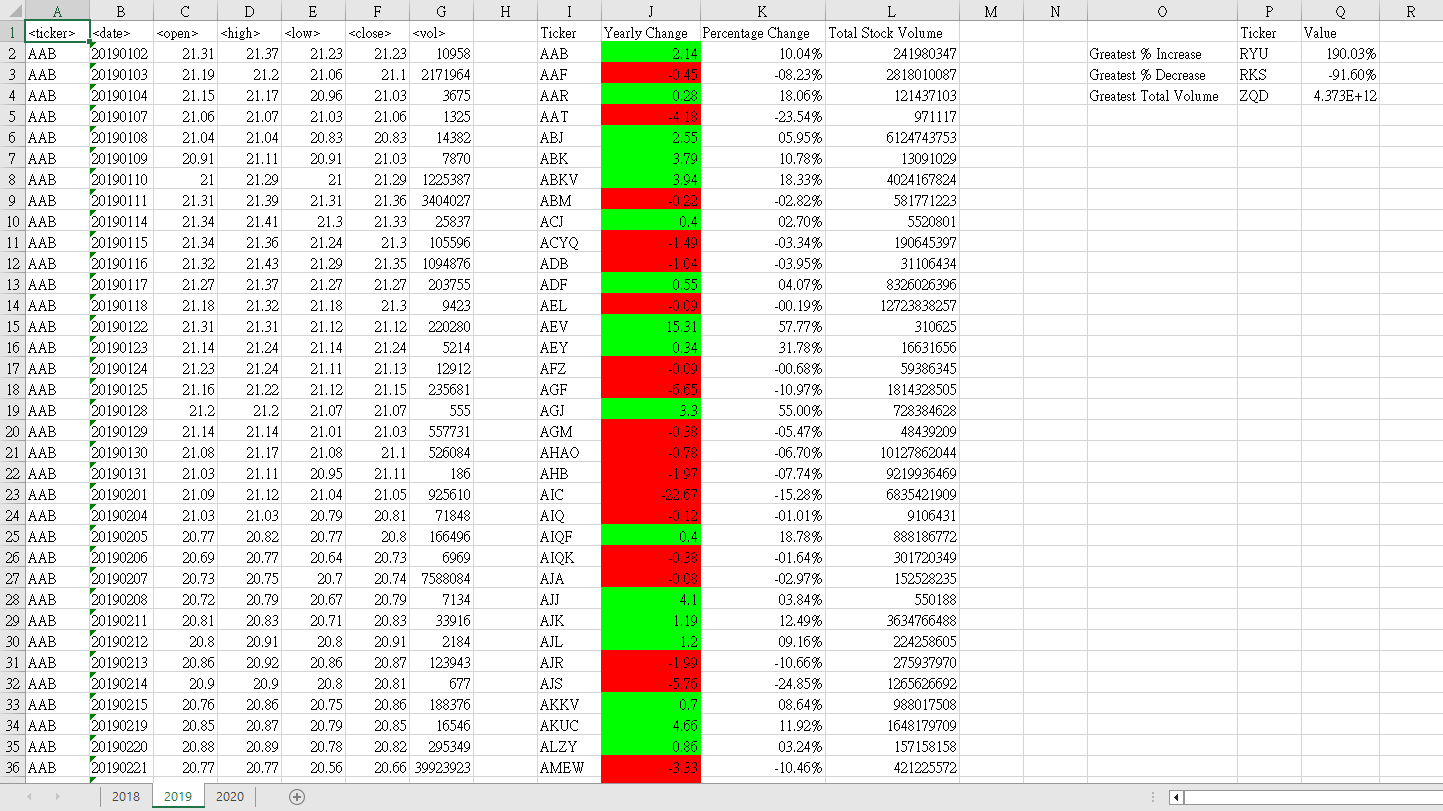 A B C D E F G H I J K L M N O P Q R
1 <ticker> <date> <open> <high> <low> <close> <vol> Ticker Yearly Change Percentage Change Total Stock Volume Ticker Value
2 AAB 20190102 21.31 21.37 21.23 21.23 10958 AAB 2.14 10.04% 241980347 Greatest % Increase RYU 190.03%
3 AAB 20190103 21.19 21.2 21.06 21.1 2171964 AAF -0.45 -08.23% 2818010087 Greatest % Decrease RKS -91.60%
4 AAB 20190104 21.15 21.17 20.96 21.03 3675 AAR 0.28 18.06% 121437103 Greatest Total Volume ZQD 4.373E+12
5 AAB 20190107 21.06 21.07 21.03 21.06 1325 AAT -4.18 -23.54% 971117
6 AAB 20190108 21.04 21.04 20.83 20.83 14382 ABJ 2.55 05.95% 6124743753
7 AAB 20190109 20.91 21.11 20.91 21.03 7870 ABK 3.79 10.78% 13091029
8 AAB 20190110 21 21.29 21 21.29 1225387 ABKV 3.94 18.33% 4024167824
9 AAB 20190111 21.31 21.39 21.31 21.36 3404027 ABM -0.22 -02.82% 581771223
10 AAB 20190114 21.34 21.41 21.3 21.33 25837 ACJ 0.4 02.70% 5520801
11 AAB 20190115 21.34 21.36 21.24 21.3 105596 ACYQ -1.49 -03.34% 190645397
12 AAB 20190116 21.32 21.43 21.29 21.35 1094876 ADB -1.04 -03.95% 31106434
13 AAB 20190117 21.27 21.37 21.27 21.27 203755 ADF 0.55 04.07% 8326026396
14 AAB 20190118 21.18 21.32 21.18 21.3 9423 AEL -0.09 -00.19% 12723838257
15 AAB 20190122 21.31 21.31 21.12 21.12 220280 AEV 15.31 57.77% 310625
16 AAB 20190123 21.14 21.24 21.14 21.24 5214 AEY 0.34 31.78% 16631656
17 AAB 20190124 21.23 21.24 21.11 21.13 12912 AFZ -0.09 -00.68% 59386345
18 AAB 20190125 21.16 21.22 21.12 21.15 235681 AGF -6.65 -10.97% 1814328505
19 AAB 20190128 21.2 21.2 21.07 21.07 555 AGJ 3.3 55.00% 728384628
20 AAB 20190129 21.14 21.14 21.01 21.03 557731 AGM -0.38 -05.47% 48439209
21 AAB 20190130 21.08 21.17 21.08 21.1 526084 AHAO -0.78 -06.70% 10127862044
22 AAB 20190131 21.03 21.11 20.95 21.11 186 AHB -1.97 -07.74% 9219936469
23 AAB 20190201 21.09 21.12 21.04 21.05 925610 AIC -22.67 -15.28% 6835421909
24 AAB 20190204 21.03 21.03 20.79 20.81 71848 AIQ -0.12 -01.01% 9106431
25 AAB 20190205 20.77 20.82 20.77 20.8 166496 AIQF 0.4 18.78% 888186772
26 AAB 20190206 20.69 20.77 20.64 20.73 6969 AIQK -0.38 -01.64% 301720349
27 AAB 20190207 20.73 20.75 20.7 20.74 7588084 AJA -0.08 -02.97% 152528235
28 AAB 20190208 20.72 20.79 20.67 20.79 7134 AJJ 4.1 03.84% 550188
29 AAB 20190211 20.81 20.83 20.71 20.83 33916 AJK 1.19 12.49% 3634766488
30 AAB 20190212 20.8 20.91 20.8 20.91 2184 AJL 1.2 09.16% 224258605
31 AAB 20190213 20.86 20.92 20.86 20.87 123943 AJR -1.99 -10.66% 275937970
32 AAB 20190214 20.9 20.9 20.8 20.81 677 AJS -5.76 -24.85% 1265626692
33 AAB 20190215 20.76 20.86 20.75 20.86 188376 AKKV 0.7 08.64% 988017508
34 AAB 20190219 20.85 20.87 20.79 20.85 16546 AKUC 4.66 11.92% 1648179709
35 AAB 20190220 20.88 20.89 20.78 20.82 295349 ALZY 0.86 03.24% 157158158
36 AAB 20190221 20.77 20.77 20.56 20.66 39923923 AMEW -3.33 -10.46% 421225572
2018 2019 2020